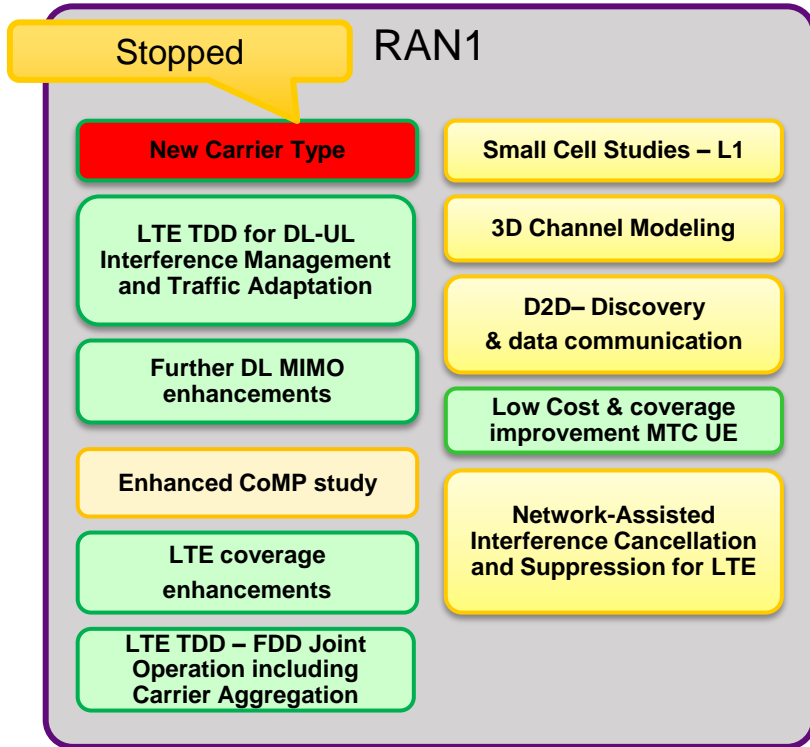 Stopped
RAN1
New Carrier Type
LTE TDD for DL-UL
Interference Management
and Traffic Adaptation
Further DL MIMO
enhancements
Enhanced CoMP study
LTE coverage
enhancements
LTE TDD – FDD Joint
Operation including
Carrier Aggregation
Small Cell Studies – L1
3D Channel Modeling
D2D– Discovery
& data communication
Low Cost & coverage
improvement MTC UE
Network-Assisted
Interference Cancellation
and Suppression for LTE